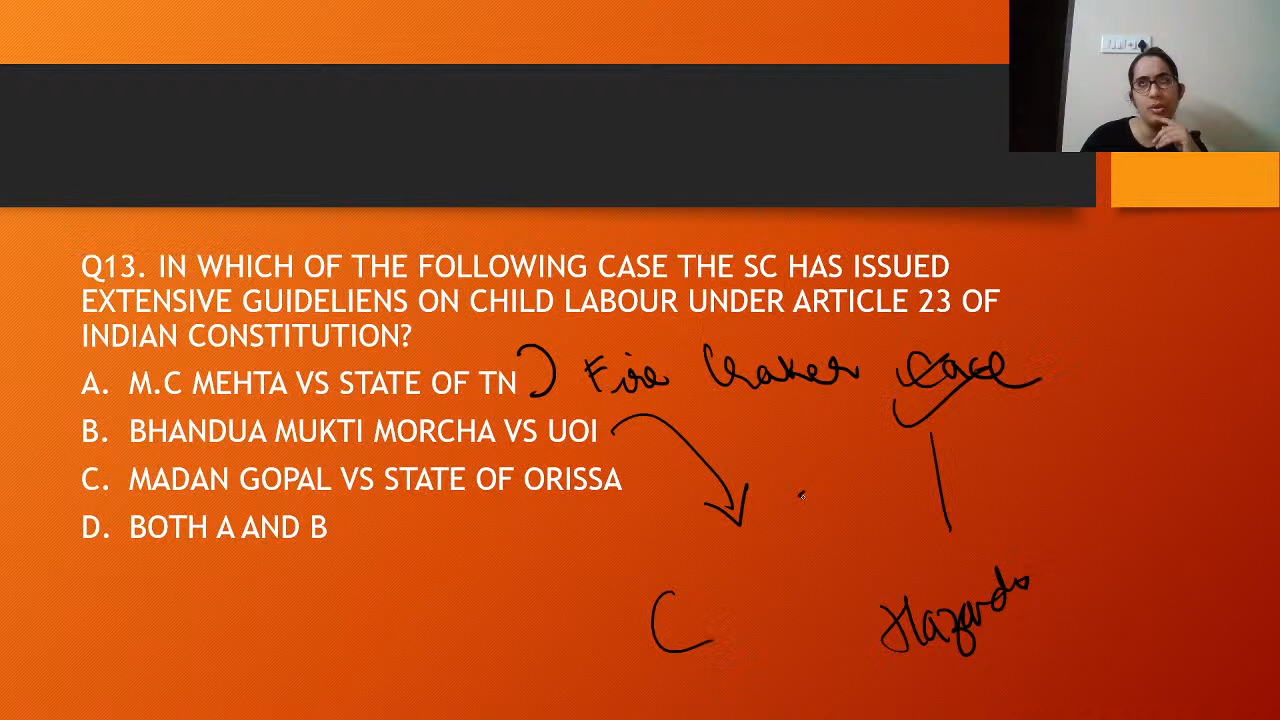 Q13. IN WHICH OF THE FOLLOWING CASE THE SC HAS ISSUED
EXTENSIVE GUIDELIENS ON CHILD LABOUR UNDER ARTICLE 23 OF
INDIAN CONSTITUTION?
A. M.C MEHTA VS STATE OF TN
Fire Craker case
B. BHANDUA MUKTI MORCHA VS UOI
C. MADAN GOPAL VS STATE OF ORISSA
D. BOTH A AND B
C